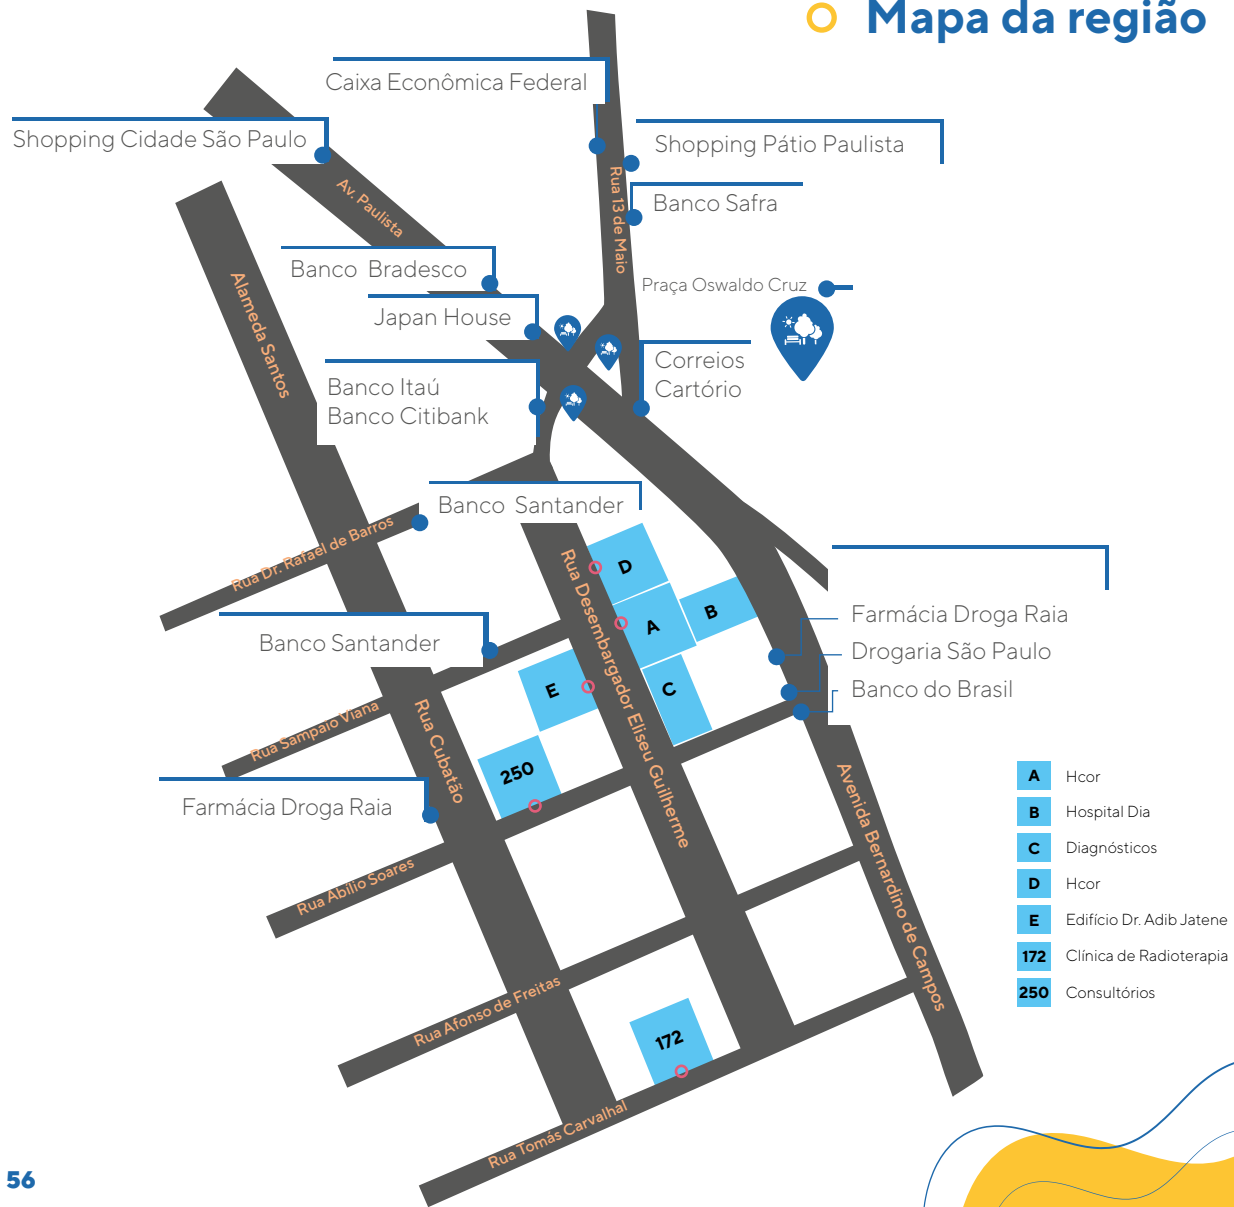 Mapa da região
Caixa Econômica Federal
Shopping Cidade São Paulo
Shopping Pátio Paulista
Av. Paulista
Rua 13 de Maio
Banco Safra
Banco Bradesco
Praça Oswaldo Cruz
Alameda Santos
Japan House
Correios
Cartório
Banco Itaú
Banco Citibank
Banco Santander
Rua Dr. Rafael de Barros
Rua Desembargador Eliseu Guilherme
D
A
B
C
E
250
Farmácia Droga Raia
Drogaria São Paulo
Banco do Brasil
Banco Santander
Rua Sampaio Viana
Rua Cubatão
Farmácia Droga Raia
Avenida Bernardino de Campos
Rua Abílio Soares
Rua Afonso de Freitas
172
Rua Tomás Carvalhal
A Hcor
B Hospital Dia
C Diagnósticos
D Hcor
E Edifício Dr. Adib Jatene
172 Clínica de Radioterapia
250 Consultórios
56